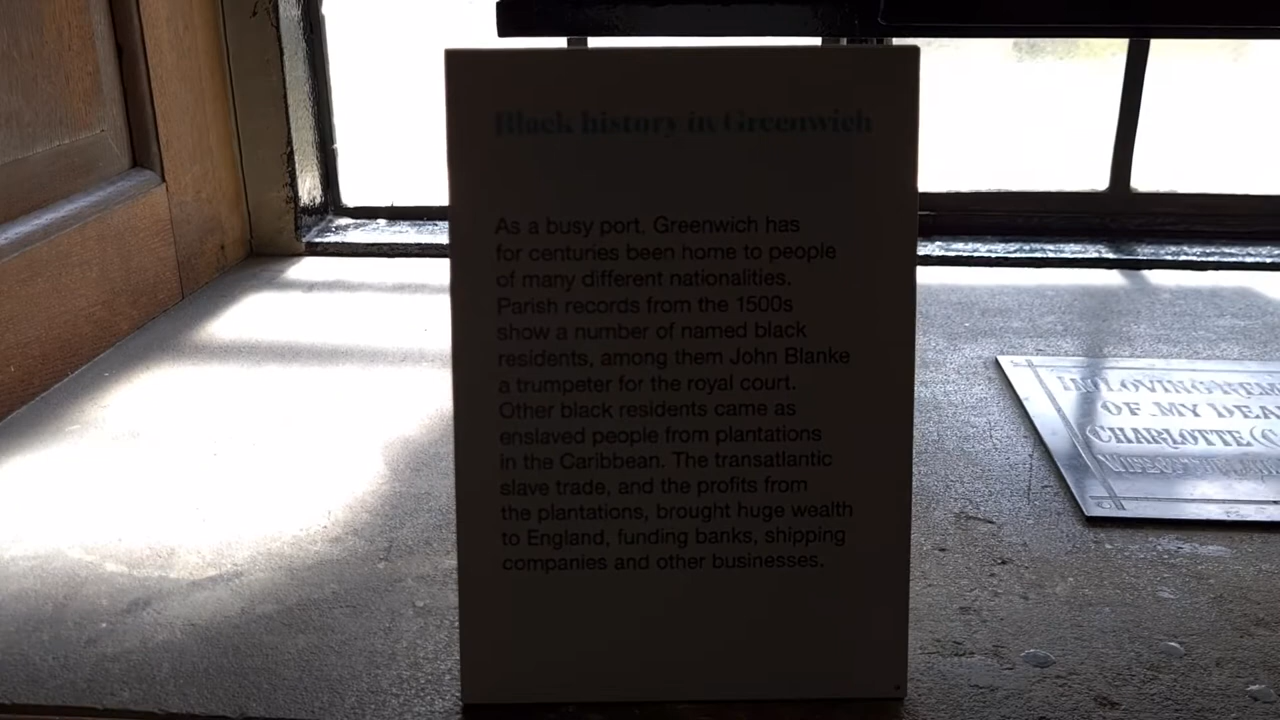 Black history in Greenwich
As a busy port, Greenwich has
for centuries been home to people
of many different nationalities.
Parish records from the 1500s
show a number of named black
residents, among them John Blanke
a trumpeter for the royal court.
Other black residents came as
enslaved people from plantations
in the Caribbean. The transatlantic
slave trade, and the profits from
the plantations, brought huge wealth
to England, funding banks, shipping
companies and other businesses.
IN LOVING REM
OF MY DEA
CHARLOTTE (C